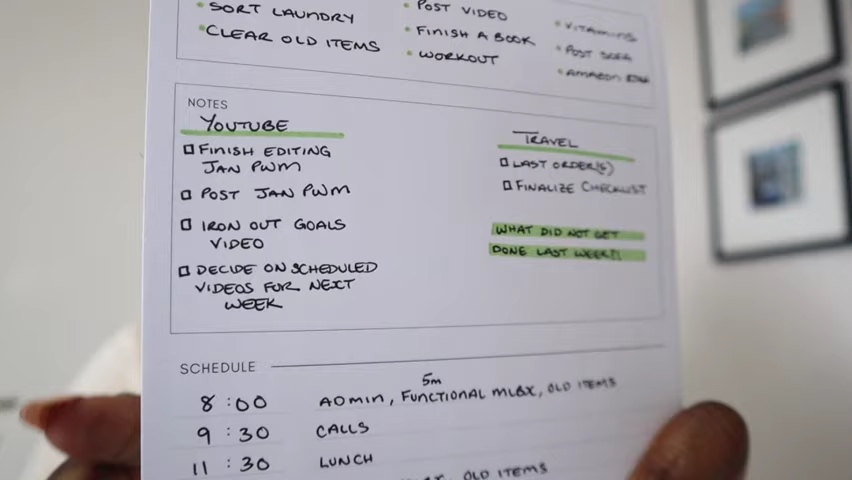 SORT LAUNDRY
CLEAR OLD ITEMS
POST VIDEO
FINISH A BOOK
WORKOUT
VITAMINS
POST
AMAZON
NOTES
YOUTUBE
FINISH EDITING
JAN PWM
POST JAN PWM
IRON OUT GOALS
VIDEO
DECIDE ON SCHEDULED
VIDEOS FOR NEXT
WEEK
TRAVEL
LAST ORDER(S)
FINALIZE CHECKLIST
WHAT DID NOT GET
DONE LAST WEEK?!
SCHEDULE
5m
8:00 ADMIN, FUNCTIONAL MLBX, OLD ITEMS
9:30 CALLS
11:30 LUNCH
OLD ITEMS